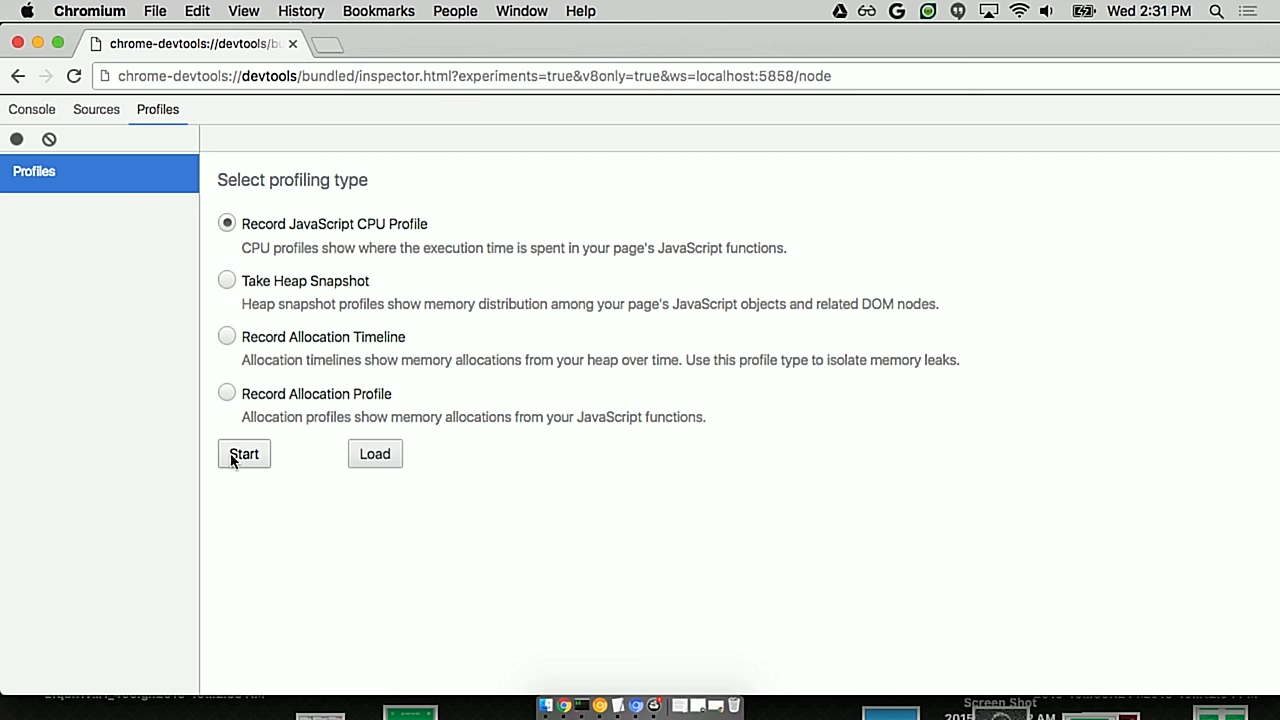 Chromium File Edit View History Bookmarks People Window Help Wed 2:31 PM
chrome-devtools://devtools/bu
chrome-devtools://devtools/bundled/inspector.html?experiments=true&v8only=true&ws=localhost:5858/node
Console Sources Profiles
Profiles
Select profiling type
Record JavaScript CPU Profile
CPU profiles show where the execution time is spent in your page's JavaScript functions.
Take Heap Snapshot
Heap snapshot profiles show memory distribution among your page's JavaScript objects and related DOM nodes.
Record Allocation Timeline
Allocation timelines show memory allocations from your heap over time. Use this profile type to isolate memory leaks.
Record Allocation Profile
Allocation profiles show memory allocations from your JavaScript functions.
Start Load
Screen Shot
AM